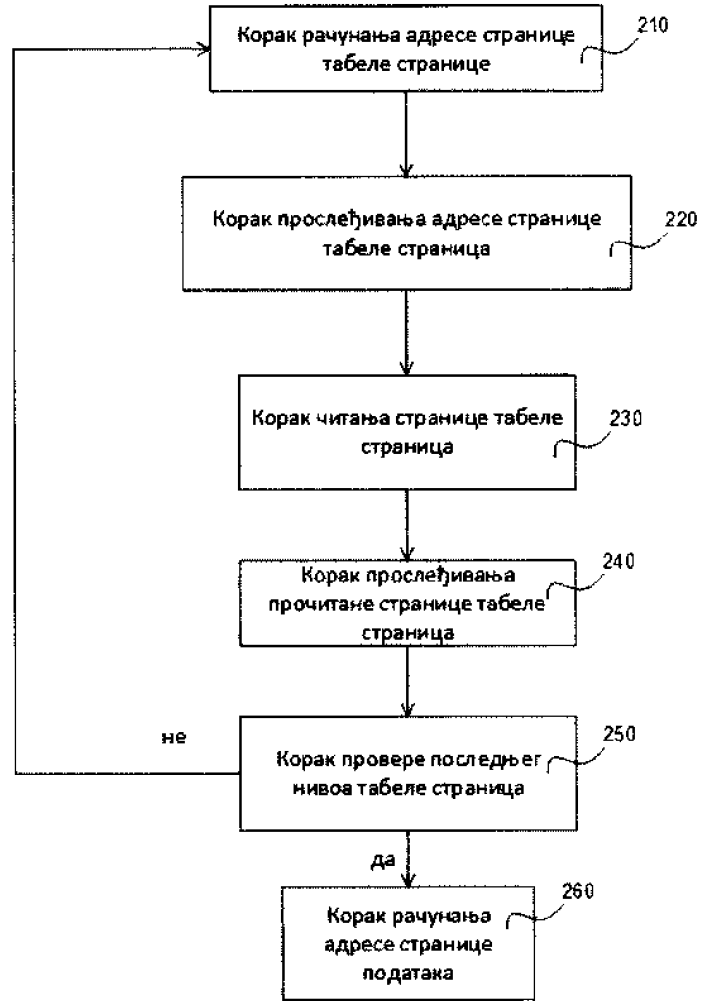 Корак рачунања адресе странице
табеле странице
210
Корак прослеђивања адресе странице
табеле страница
220
Корак читања странице табеле
страница
230
Корак прослеђивања
прочитане странице табеле
страница
240
не
Корак провере последњег
нивоа табеле страница
250
да
Корак рачунања
адресе странице
података
260